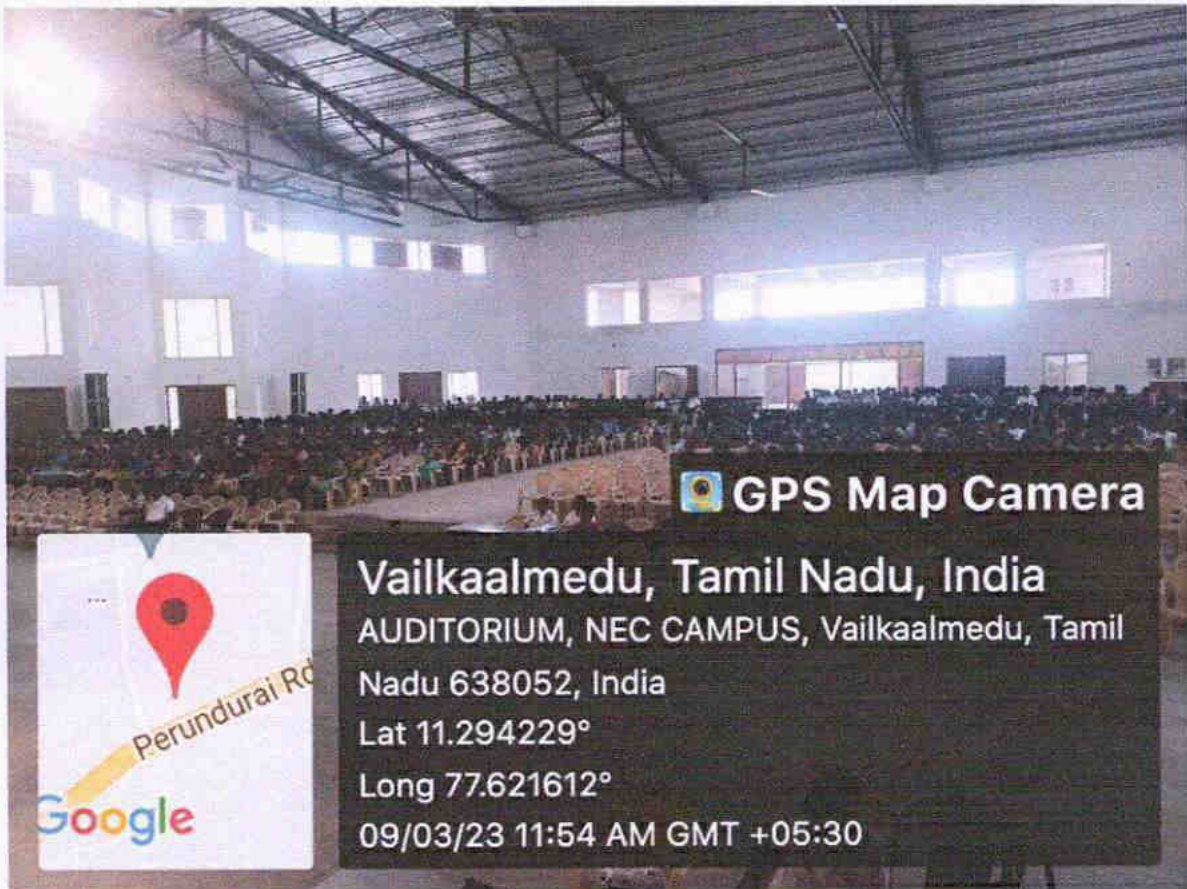 GPS Map Camera
Vailkaalmedu, Tamil Nadu, India
AUDITORIUM, NEC CAMPUS, Vailkaalmedu, Tamil
Nadu 638052, India
Lat 11.294229°
Long 77.621612°
09/03/23 11:54 AM GMT +05:30
Perundurai Rd
Google